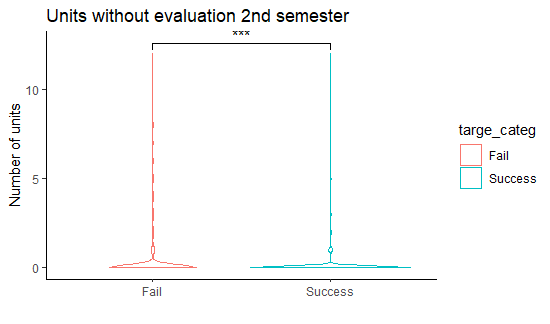 Units without evaluation 2nd semester
***
Number of units
10
5
0
Fail
Success
targe_categ
Fail
Success